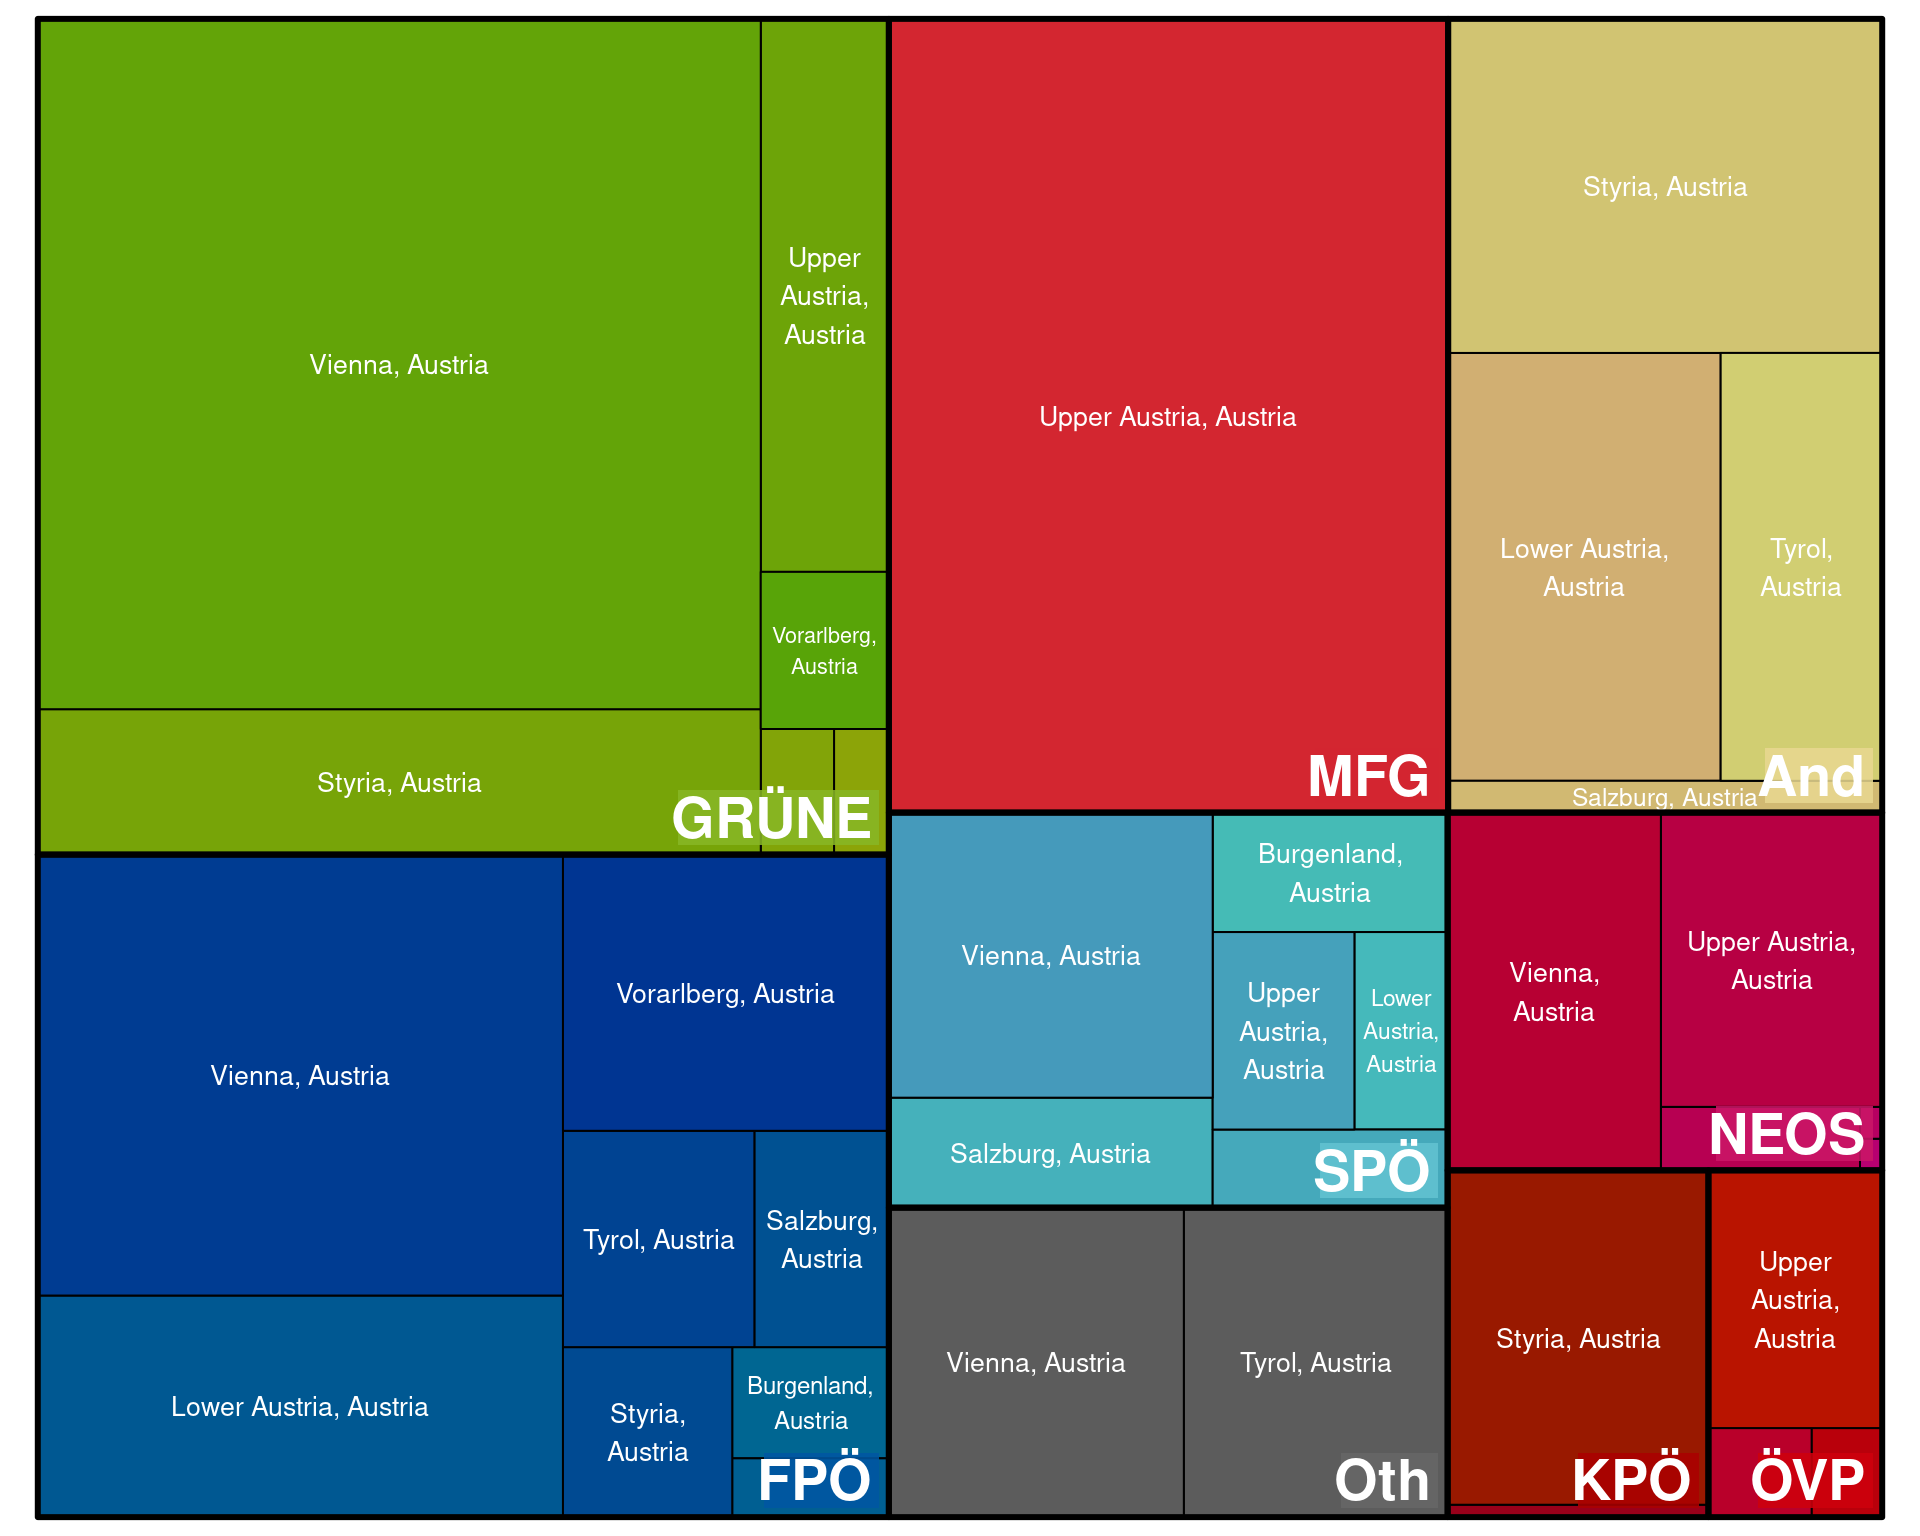 Vienna, Austria
Upper
Austria,
Austria
Vorarlberg,
Austria
Styria, Austria
GRÜNE
Upper Austria, Austria
MFG
Styria, Austria
Lower Austria,
Austria
Tyrol,
Austria
Salzburg, Austria
And
Vienna, Austria
Vorarlberg, Austria
Tyrol, Austria
Salzburg,
Austria
Lower Austria, Austria
Styria,
Austria
Burgenland,
Austria
FPÖ
Vienna, Austria
Burgenland,
Austria
Upper
Austria,
Austria
Lower
Austria,
Austria
Salzburg, Austria
SPÖ
Vienna,
Austria
Upper Austria,
Austria
NEOS
Vienna, Austria
Tyrol, Austria
Oth
Styria, Austria
KPÖ
Upper
Austria,
Austria
ÖVP